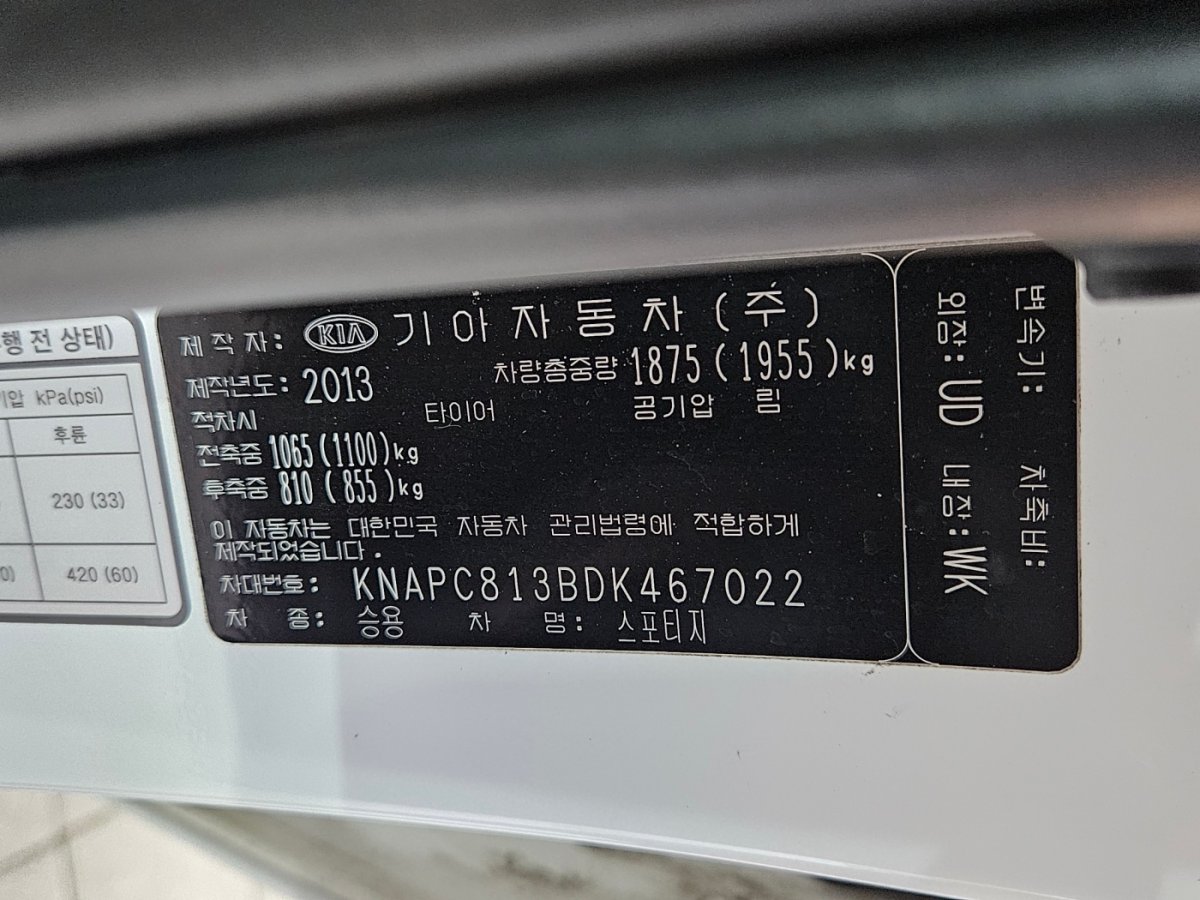 행 전 상태)
기압 kPa(psi)
후륜
230 (33)
0) 420 (60)
제 작 자: KIA 기 아 자 동 차 (주)
제작년도: 2013 차량총중량 1875 (1955)kg
적차시 타이어 공기압 림
전축중 1065 (1100)kg
후축중 810 (855)kg
이 자동차는 대한민국 자동차 관리법령에 적합하게
제작되었습니다.
차대번호: KNAPC813BDK467022
차 종: 승용 차 명: 스포티지
변속기: 차축비:
외장: UD 내장: WK